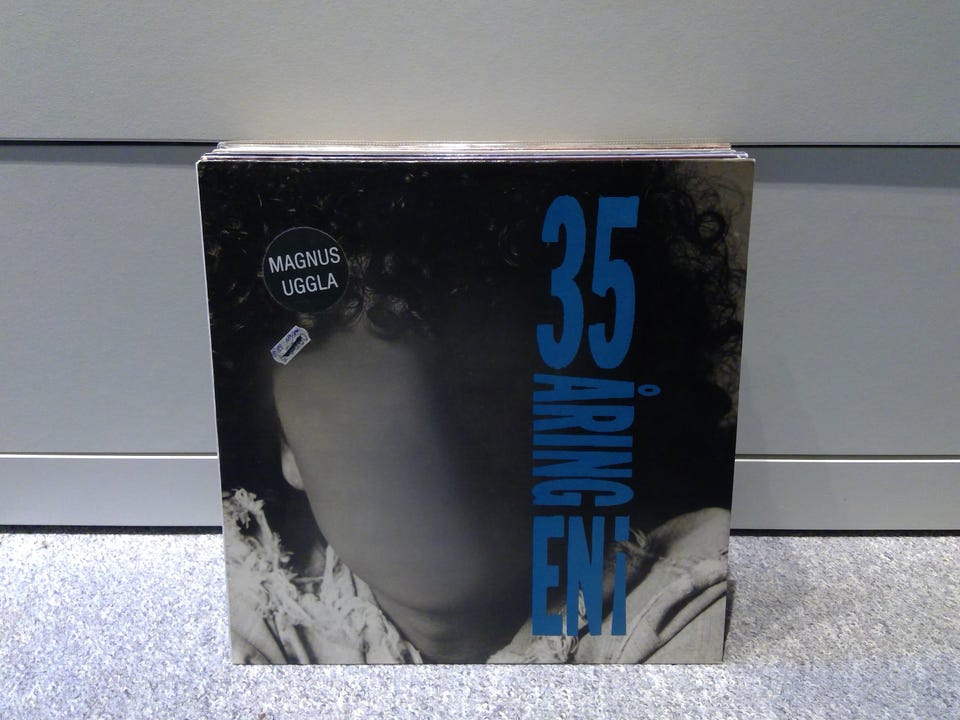 MAGNUS
UGGLA
35
ÅRING
EN!